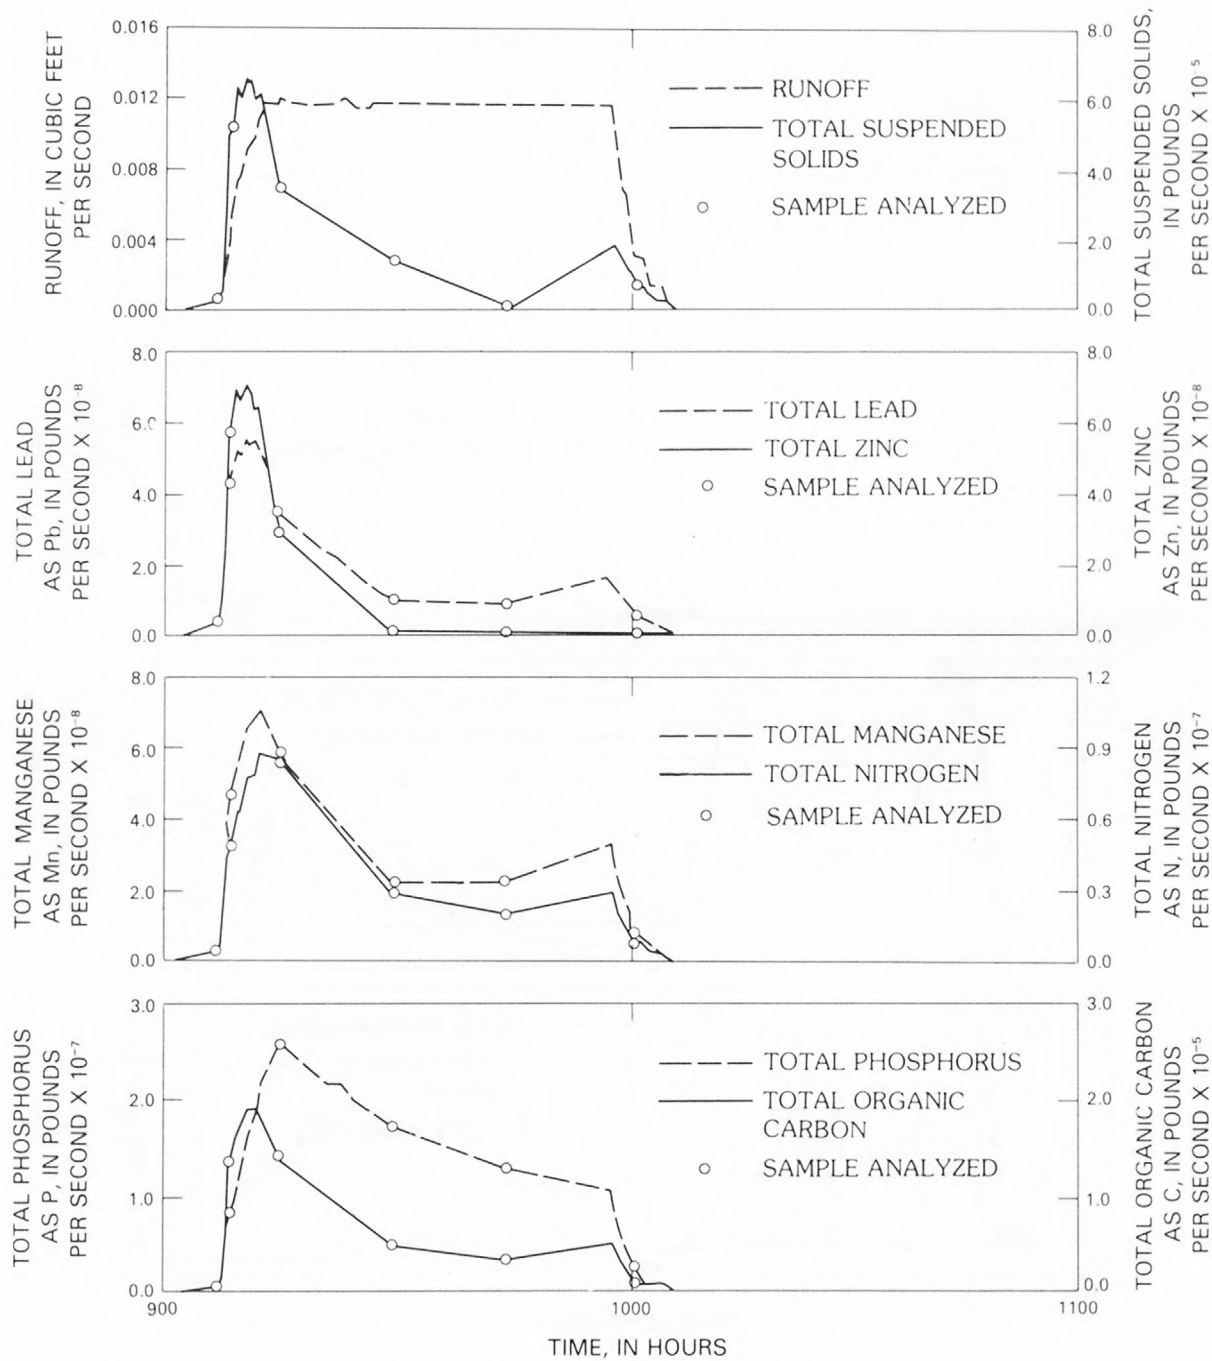 RUNOFF, IN CUBIC FEET
PER SECOND
0.016
0.012
0.008
0.004
0.000
RUNOFF
TOTAL SUSPENDED
SOLIDS
SAMPLE ANALYZED
8.0
6.0
4.0
2.0
0.0
TOTAL SUSPENDED SOLIDS,
IN POUNDS
PER SECOND X 10⁻⁵
TOTAL LEAD
AS Pb, IN POUNDS
PER SECOND X 10⁻⁸
8.0
6.0
4.0
2.0
0.0
TOTAL LEAD
TOTAL ZINC
SAMPLE ANALYZED
8.0
6.0
4.0
2.0
0.0
TOTAL ZINC
AS Zn, IN POUNDS
PER SECOND X 10⁻⁸
TOTAL MANGANESE
AS Mn, IN POUNDS
PER SECOND X 10⁻⁸
8.0
6.0
4.0
2.0
0.0
TOTAL MANGANESE
TOTAL NITROGEN
SAMPLE ANALYZED
1.2
0.9
0.6
0.3
0.0
TOTAL NITROGEN
AS N, IN POUNDS
PER SECOND X 10⁻⁷
TOTAL PHOSPHORUS
AS P, IN POUNDS
PER SECOND X 10⁻⁷
3.0
2.0
1.0
0.0
TOTAL PHOSPHORUS
TOTAL ORGANIC
CARBON
SAMPLE ANALYZED
3.0
2.0
1.0
0.0
TOTAL ORGANIC CARBON
AS C, IN POUNDS
PER SECOND X 10⁻⁵
900
1000
1100
TIME, IN HOURS